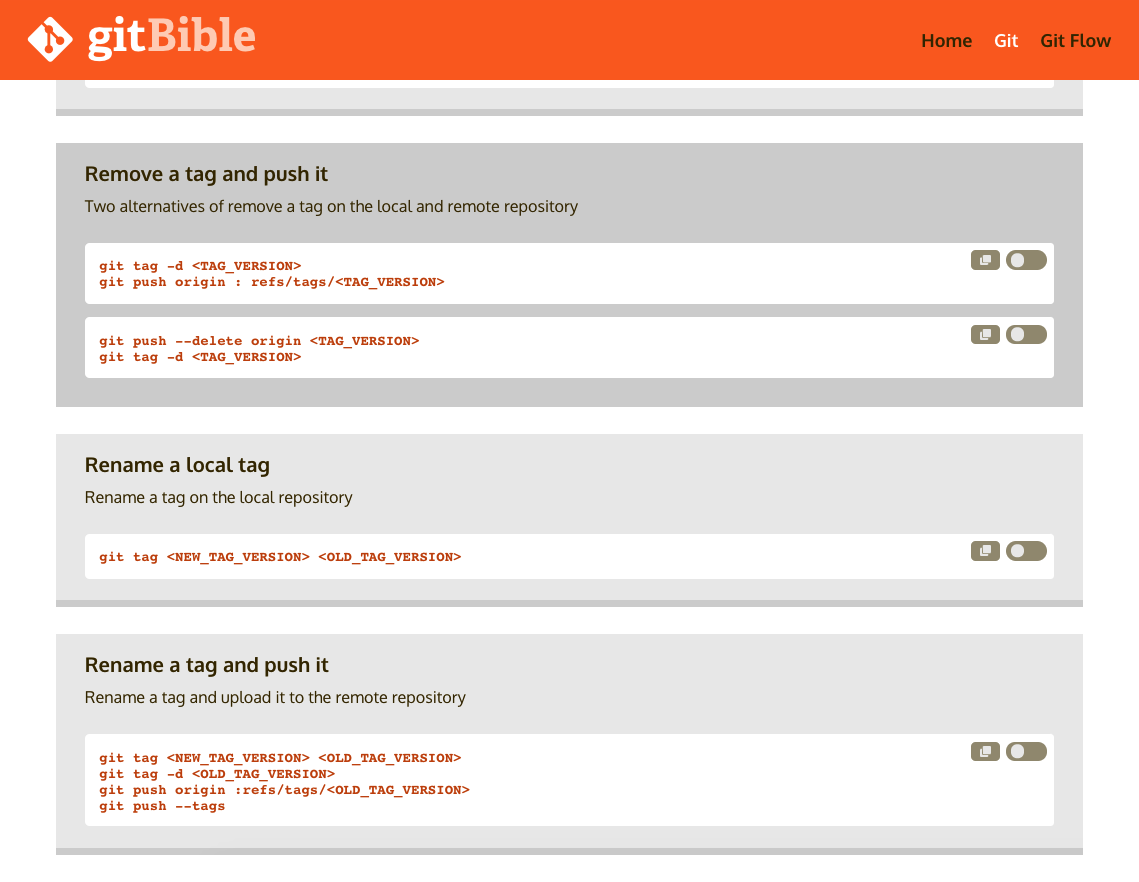 gitBible
Home Git Git Flow
Remove a tag and push it
Two alternatives of remove a tag on the local and remote repository
git tag -d <TAG_VERSION>
git push origin : refs/tags/<TAG_VERSION>
git push --delete origin <TAG_VERSION>
git tag -d <TAG_VERSION>
Rename a local tag
Rename a tag on the local repository
git tag <NEW_TAG_VERSION> <OLD_TAG_VERSION>
Rename a tag and push it
Rename a tag and upload it to the remote repository
git tag <NEW_TAG_VERSION> <OLD_TAG_VERSION>
git tag -d <OLD_TAG_VERSION>
git push origin :refs/tags/<OLD_TAG_VERSION>
git push --tags